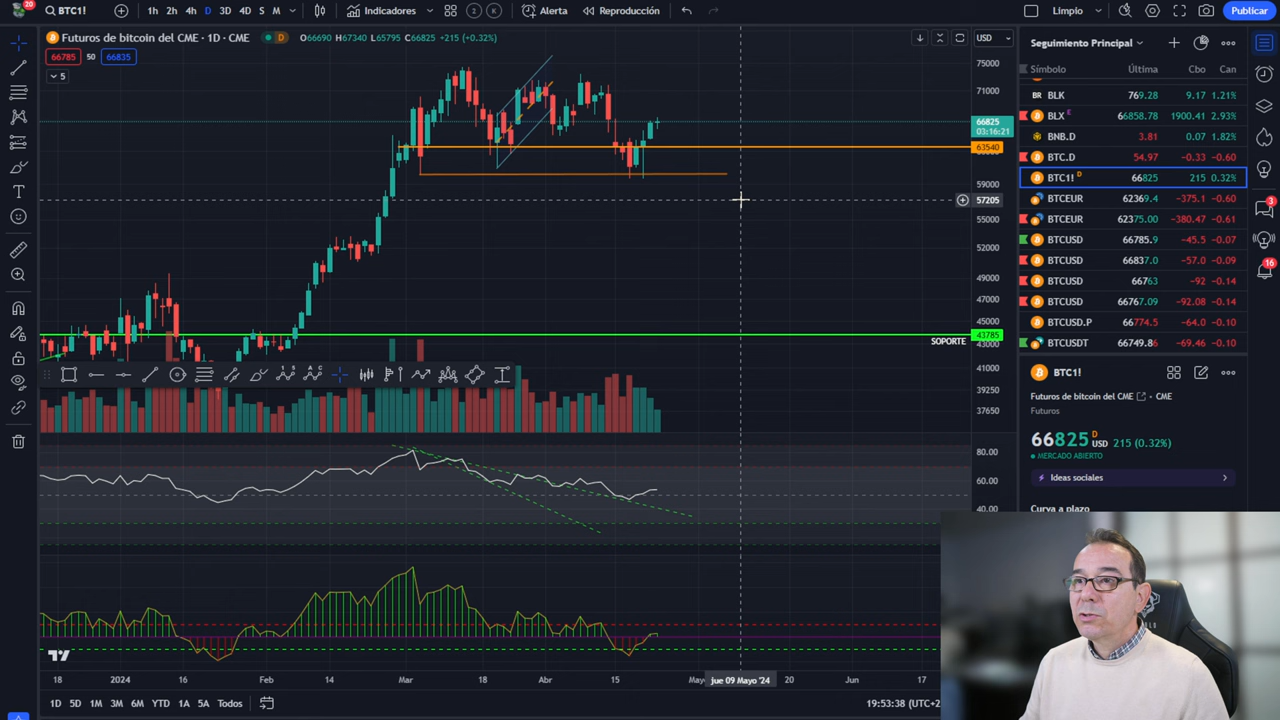 20
BTC1!
1h 2h 4h D 3D 4D S M
Indicadores
Alerta
Reproducción
Limpio
Publicar
Futuros de bitcoin del CME · 1D · CME
D
O66690 H67340 L65795 C66825 +215 (+0.32%)
66785 50 66835
5
USD
75000
71000
66825
03:16:21
63540
59000
57205
55000
52000
49000
47000
45000
43785
SOPORTE
43000
41000
39250
37650
80.00
60.00
40.00
18 2024 16 Feb 14 Mar 18 Abr 15 jue 09 Mayo '24 20 Jun 17
1D 5D 1M 3M 6M YTD 1A 5A Todos
19:53:38 (UTC+2
Seguimiento Principal
Símbolo Última Cbo Can
BLK 769.28 9.17 1.21%
BLX E 66858.78 1900.41 2.93%
BNB.D 3.81 0.07 1.82%
BTC.D 54.97 −0.33 −0.60
BTC1! D 66825 215 0.32%
BTCEUR 62369.4 −375.1 −0.60
BTCEUR 62375.00 −380.47 −0.61
BTCUSD 66785.9 −45.5 −0.07
BTCUSD 66837.0 −57.0 −0.09
BTCUSD 66763 −92 −0.14
BTCUSD 66767.09 −92.08 −0.14
BTCUSD.P 66774.5 −64.0 −0.10
BTCUSDT 66749.86 −69.46 −0.10
BTC1!
Futuros de bitcoin del CME · CME
Futuros
66825 D USD 215 (0.32%)
MERCADO ABIERTO
Ideas sociales
Curva a plazo
3
16